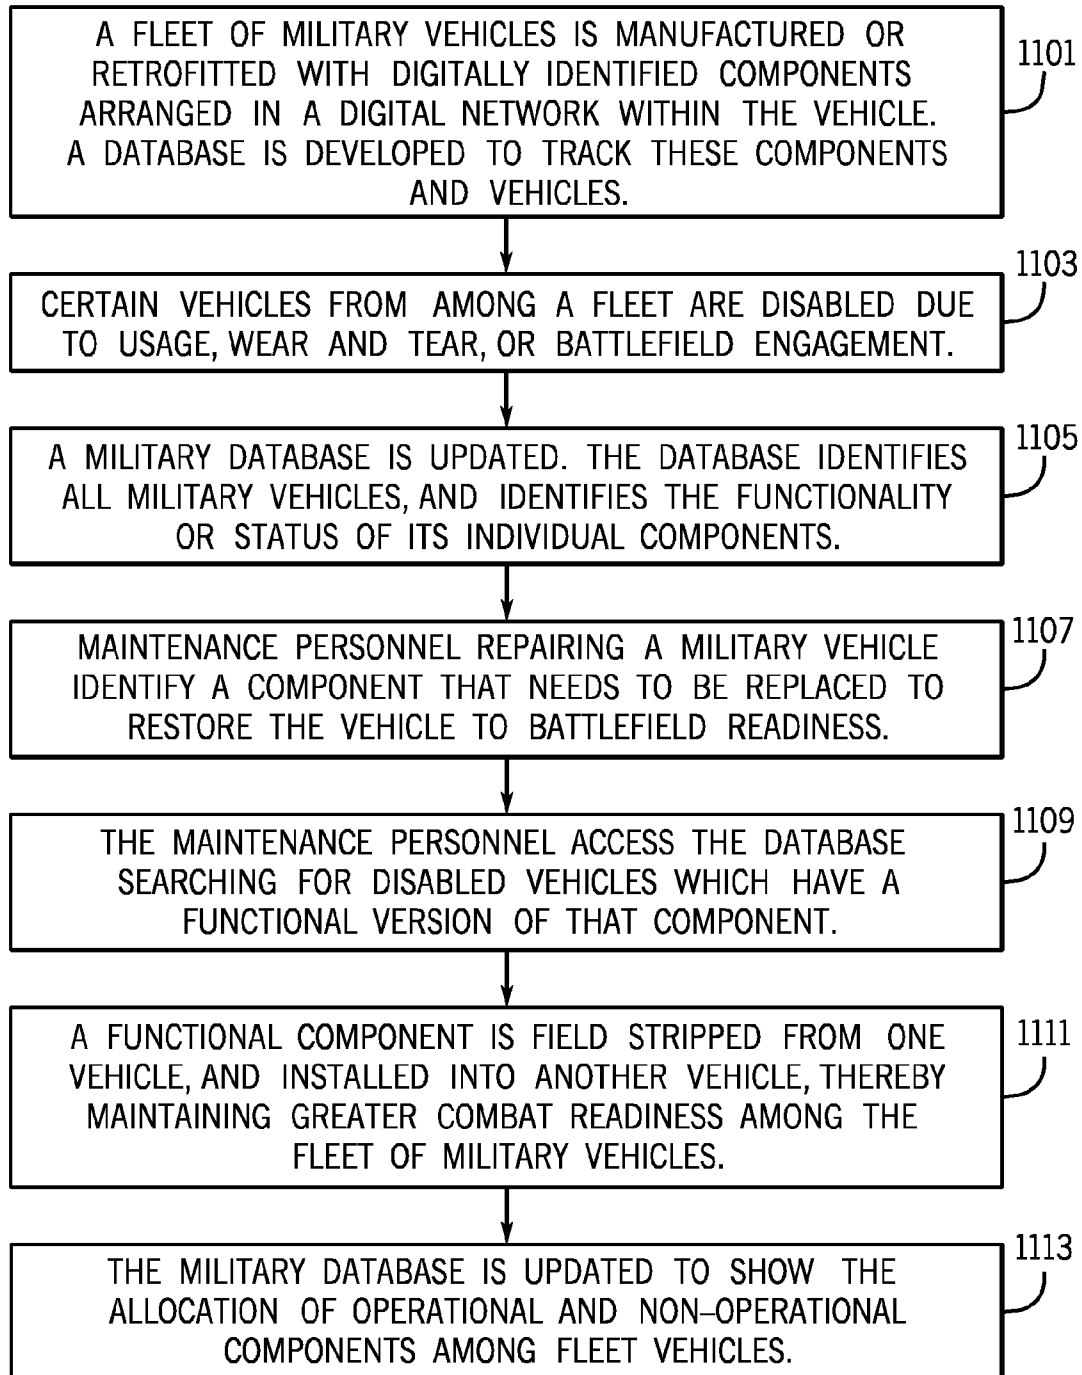 A FLEET OF MILITARY VEHICLES IS MANUFACTURED OR
RETROFITTED WITH DIGITALLY IDENTIFIED COMPONENTS
ARRANGED IN A DIGITAL NETWORK WITHIN THE VEHICLE.
A DATABASE IS DEVELOPED TO TRACK THESE COMPONENTS
AND VEHICLES.
1101
CERTAIN VEHICLES FROM AMONG A FLEET ARE DISABLED DUE
TO USAGE, WEAR AND TEAR, OR BATTLEFIELD ENGAGEMENT.
1103
A MILITARY DATABASE IS UPDATED. THE DATABASE IDENTIFIES
ALL MILITARY VEHICLES, AND IDENTIFIES THE FUNCTIONALITY
OR STATUS OF ITS INDIVIDUAL COMPONENTS.
1105
MAINTENANCE PERSONNEL REPAIRING A MILITARY VEHICLE
IDENTIFY A COMPONENT THAT NEEDS TO BE REPLACED TO
RESTORE THE VEHICLE TO BATTLEFIELD READINESS.
1107
THE MAINTENANCE PERSONNEL ACCESS THE DATABASE
SEARCHING FOR DISABLED VEHICLES WHICH HAVE A
FUNCTIONAL VERSION OF THAT COMPONENT.
1109
A FUNCTIONAL COMPONENT IS FIELD STRIPPED FROM ONE
VEHICLE, AND INSTALLED INTO ANOTHER VEHICLE, THEREBY
MAINTAINING GREATER COMBAT READINESS AMONG THE
FLEET OF MILITARY VEHICLES.
1111
THE MILITARY DATABASE IS UPDATED TO SHOW THE
ALLOCATION OF OPERATIONAL AND NON–OPERATIONAL
COMPONENTS AMONG FLEET VEHICLES.
1113